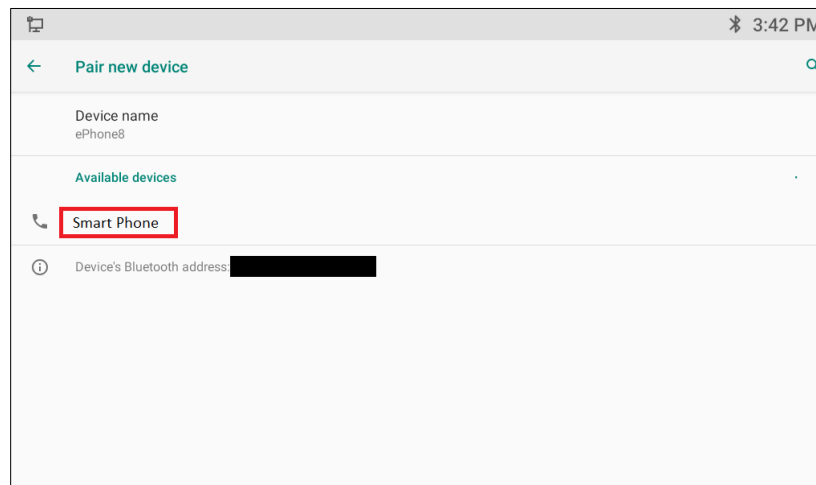 3:42 PM
Pair new device
Device name
ePhone8
Available devices
Smart Phone
Device's Bluetooth address: